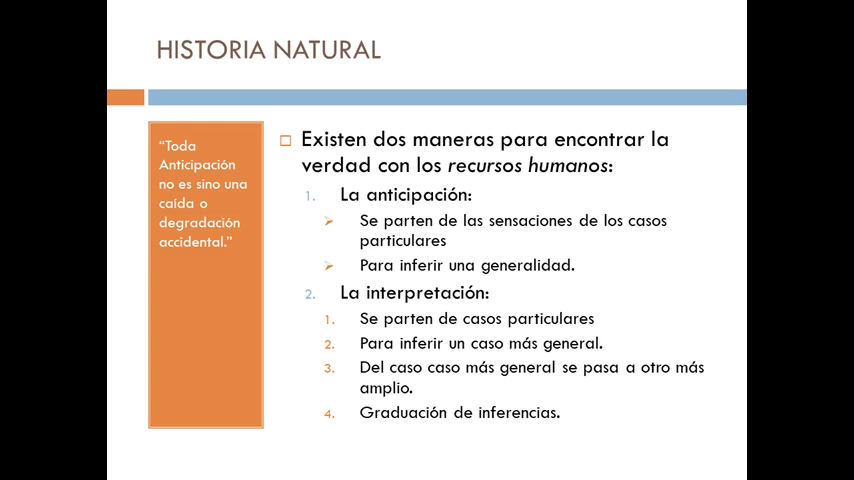 HISTORIA NATURAL
“Toda
Anticipación
no es sino una
caída o
degradación
accidental.”
Existen dos maneras para encontrar la
verdad con los recursos humanos:
1. La anticipación:
Se parten de las sensaciones de los casos
particulares
Para inferir una generalidad.
2. La interpretación:
1. Se parten de casos particulares
2. Para inferir un caso más general.
3. Del caso caso más general se pasa a otro más
amplio.
4. Graduación de inferencias.